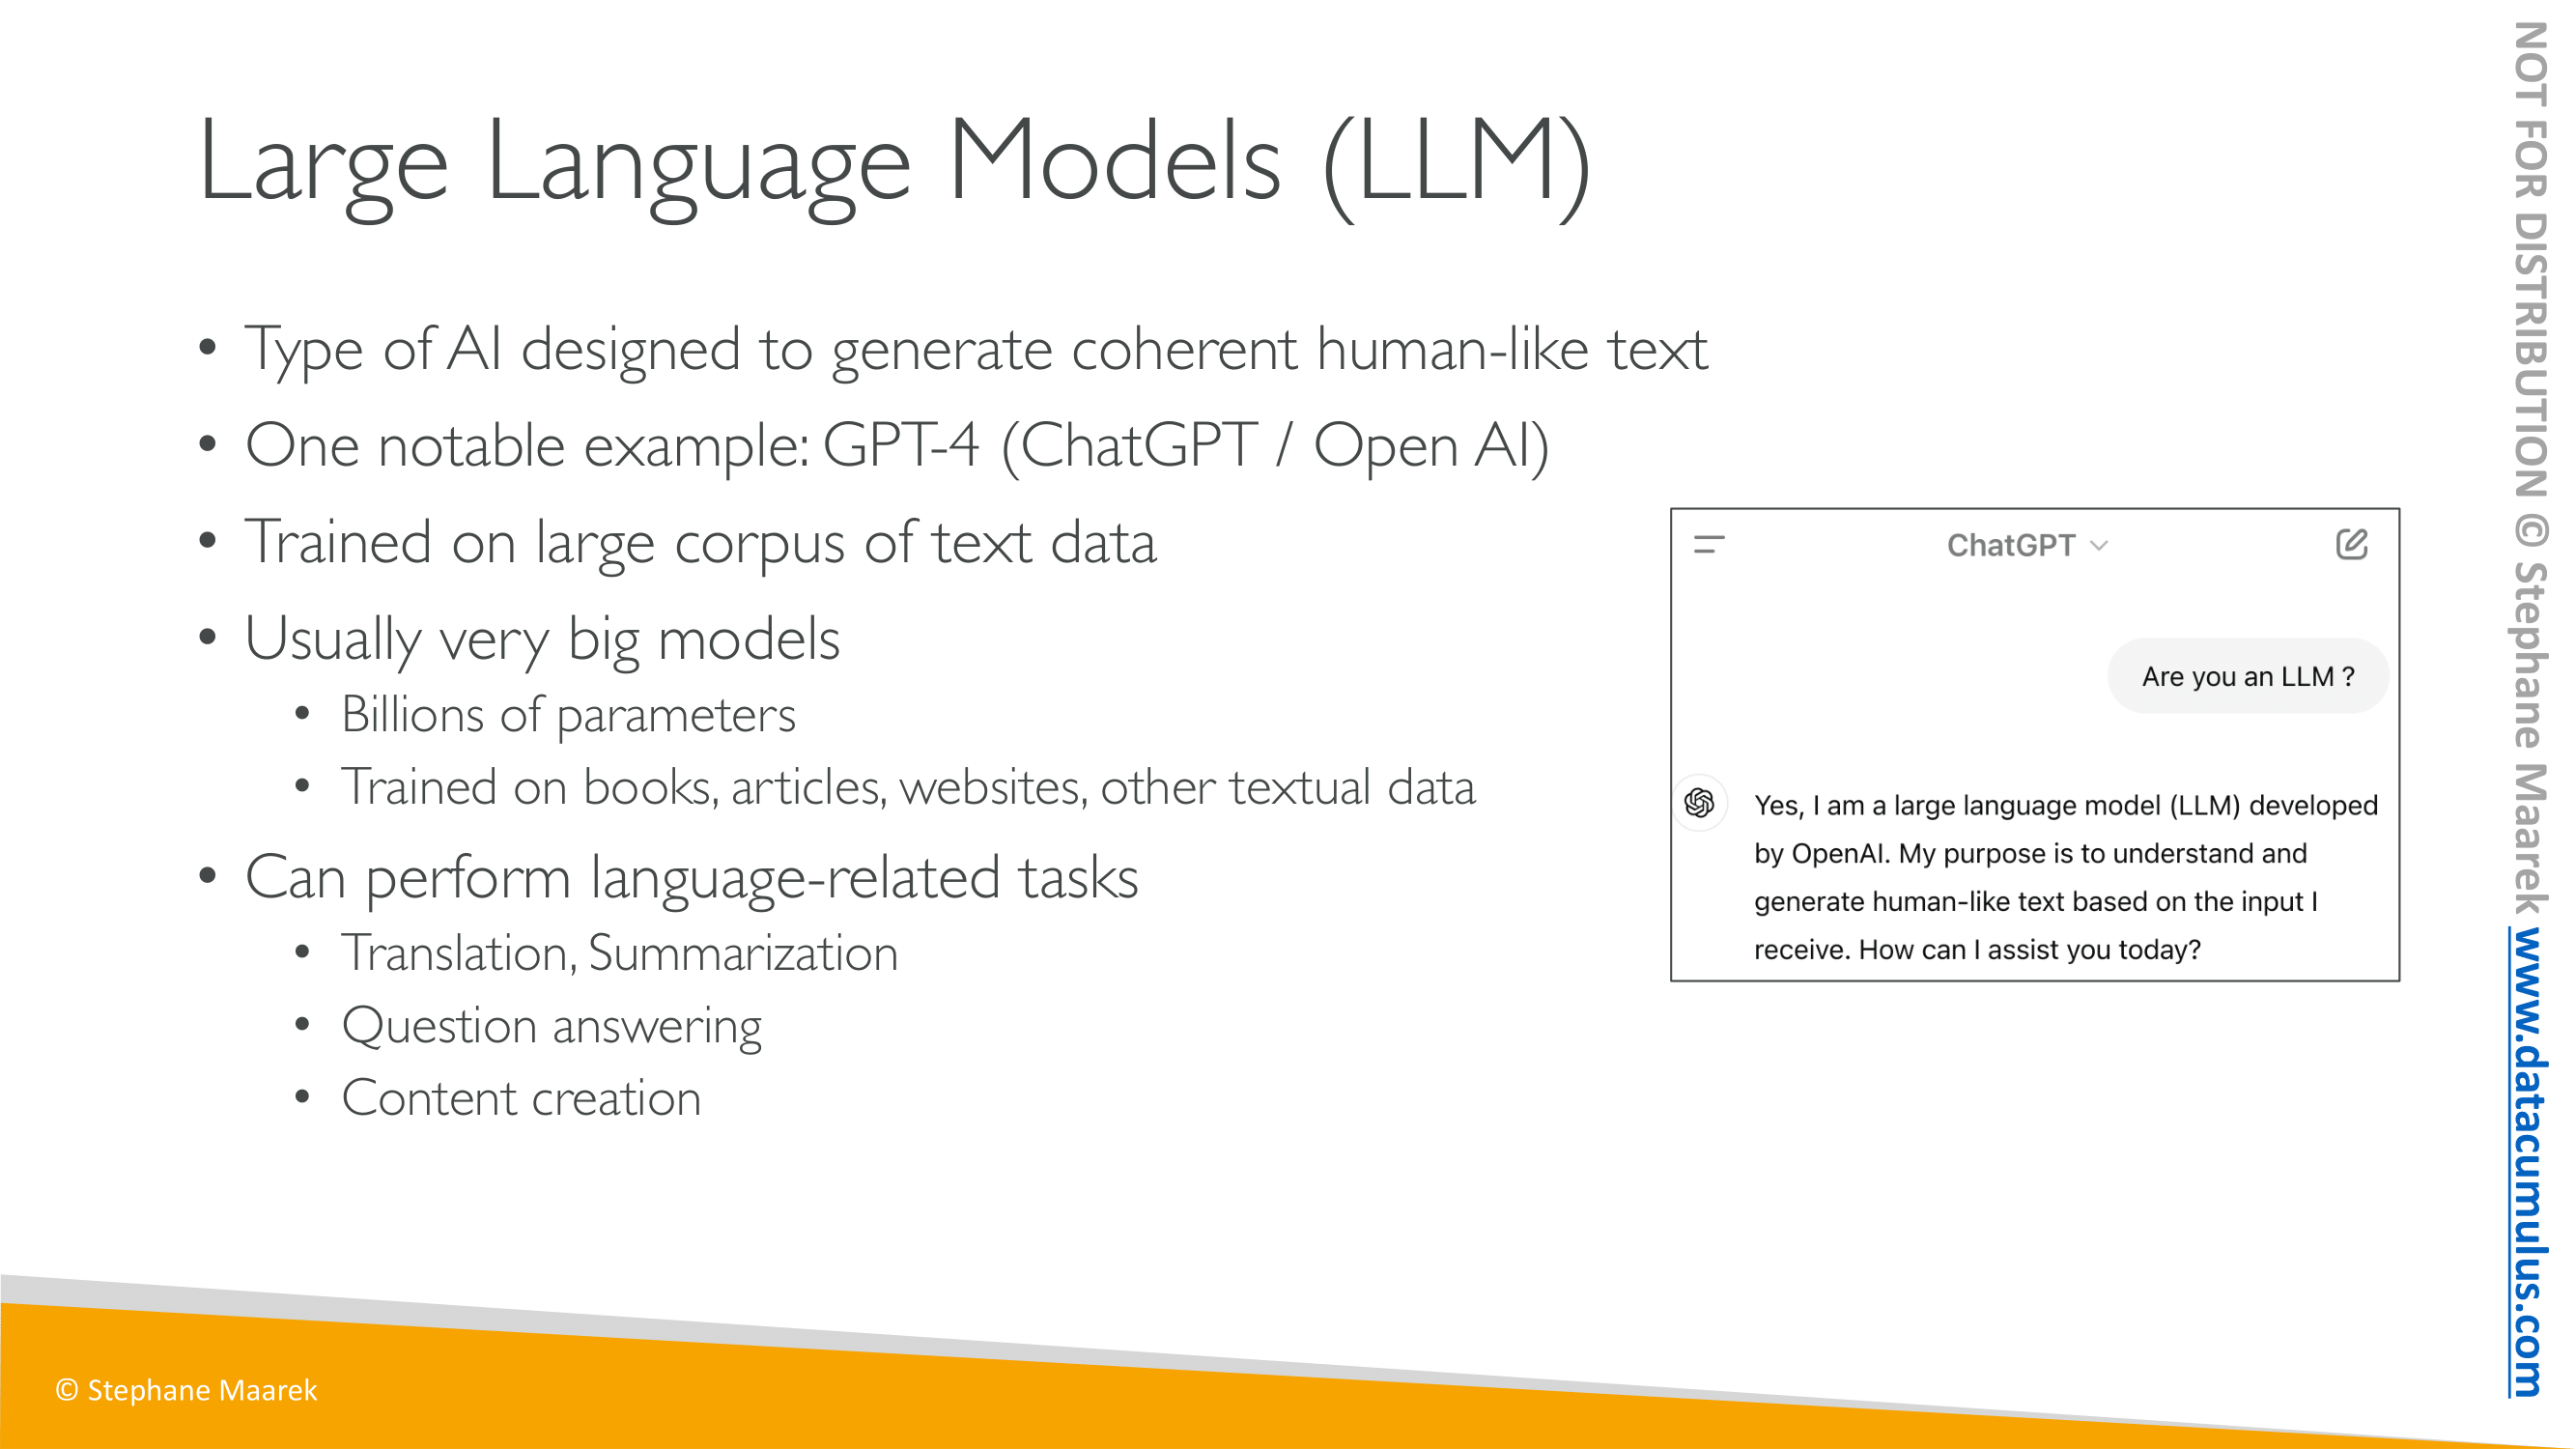 Large Language Models (LLM)
• Type of AI designed to generate coherent human-like text
• One notable example: GPT-4 (ChatGPT / Open AI)
• Trained on large corpus of text data
• Usually very big models
• Billions of parameters
• Trained on books, articles, websites, other textual data
• Can perform language-related tasks
• Translation, Summarization
• Question answering
• Content creation
ChatGPT
Are you an LLM ?
Yes, I am a large language model (LLM) developed
by OpenAI. My purpose is to understand and
generate human-like text based on the input I
receive. How can I assist you today?
© Stephane Maarek
NOT FOR DISTRIBUTION © Stephane Maarek www.datacumulus.com